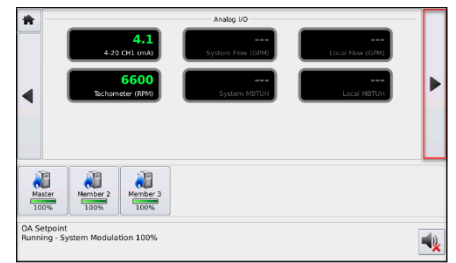 Analog I/O
4.1
4-20 CH1 (mA)
---
System Flow (GPM)
---
Local Flow (GPM)
6600
Tachometer (RPM)
---
System MBTUH
---
Local MBTUH
Master
100%
Member 2
100%
Member 3
100%
OA Setpoint
Running - System Modulation 100%